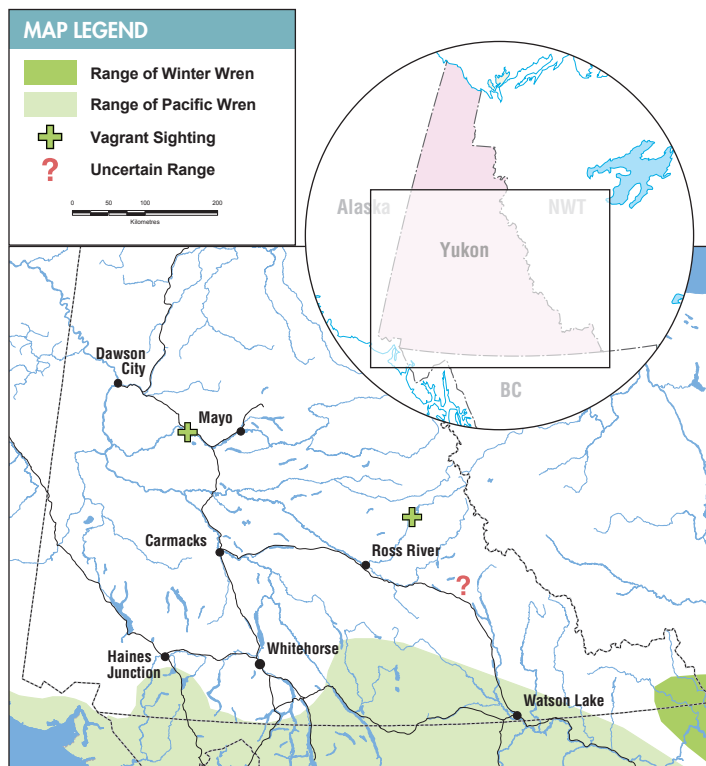 MAP LEGEND
Range of Winter Wren
Range of Pacific Wren
Vagrant Sighting
? Uncertain Range
0 50 100 200
Kilometres
Alaska
NWT
Yukon
BC
Dawson
City
Mayo
Carmacks
Ross River
?
Haines
Junction
Whitehorse
Watson Lake